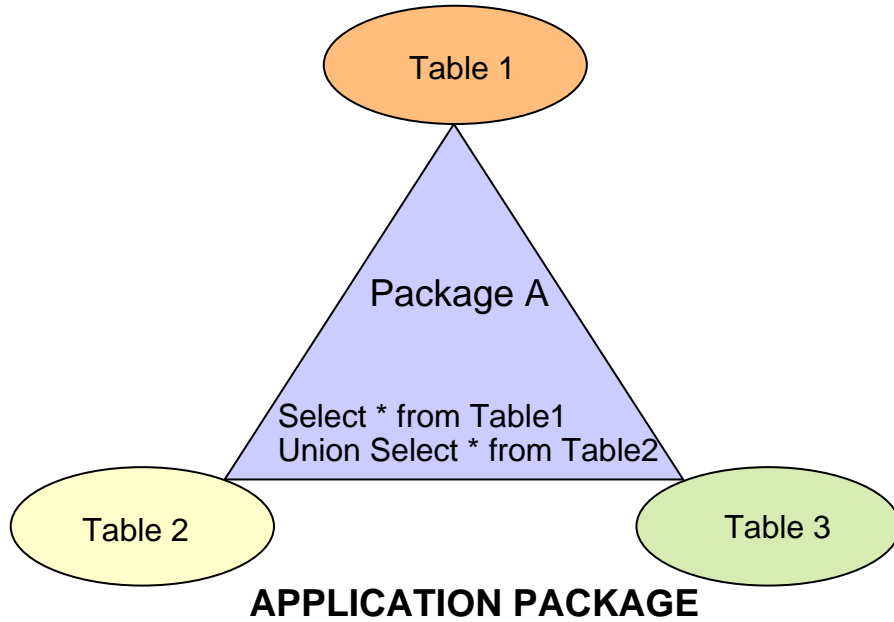 Table 1
Package A
Select * from Table1
Union Select * from Table2
Table 2
Table 3
APPLICATION PACKAGE